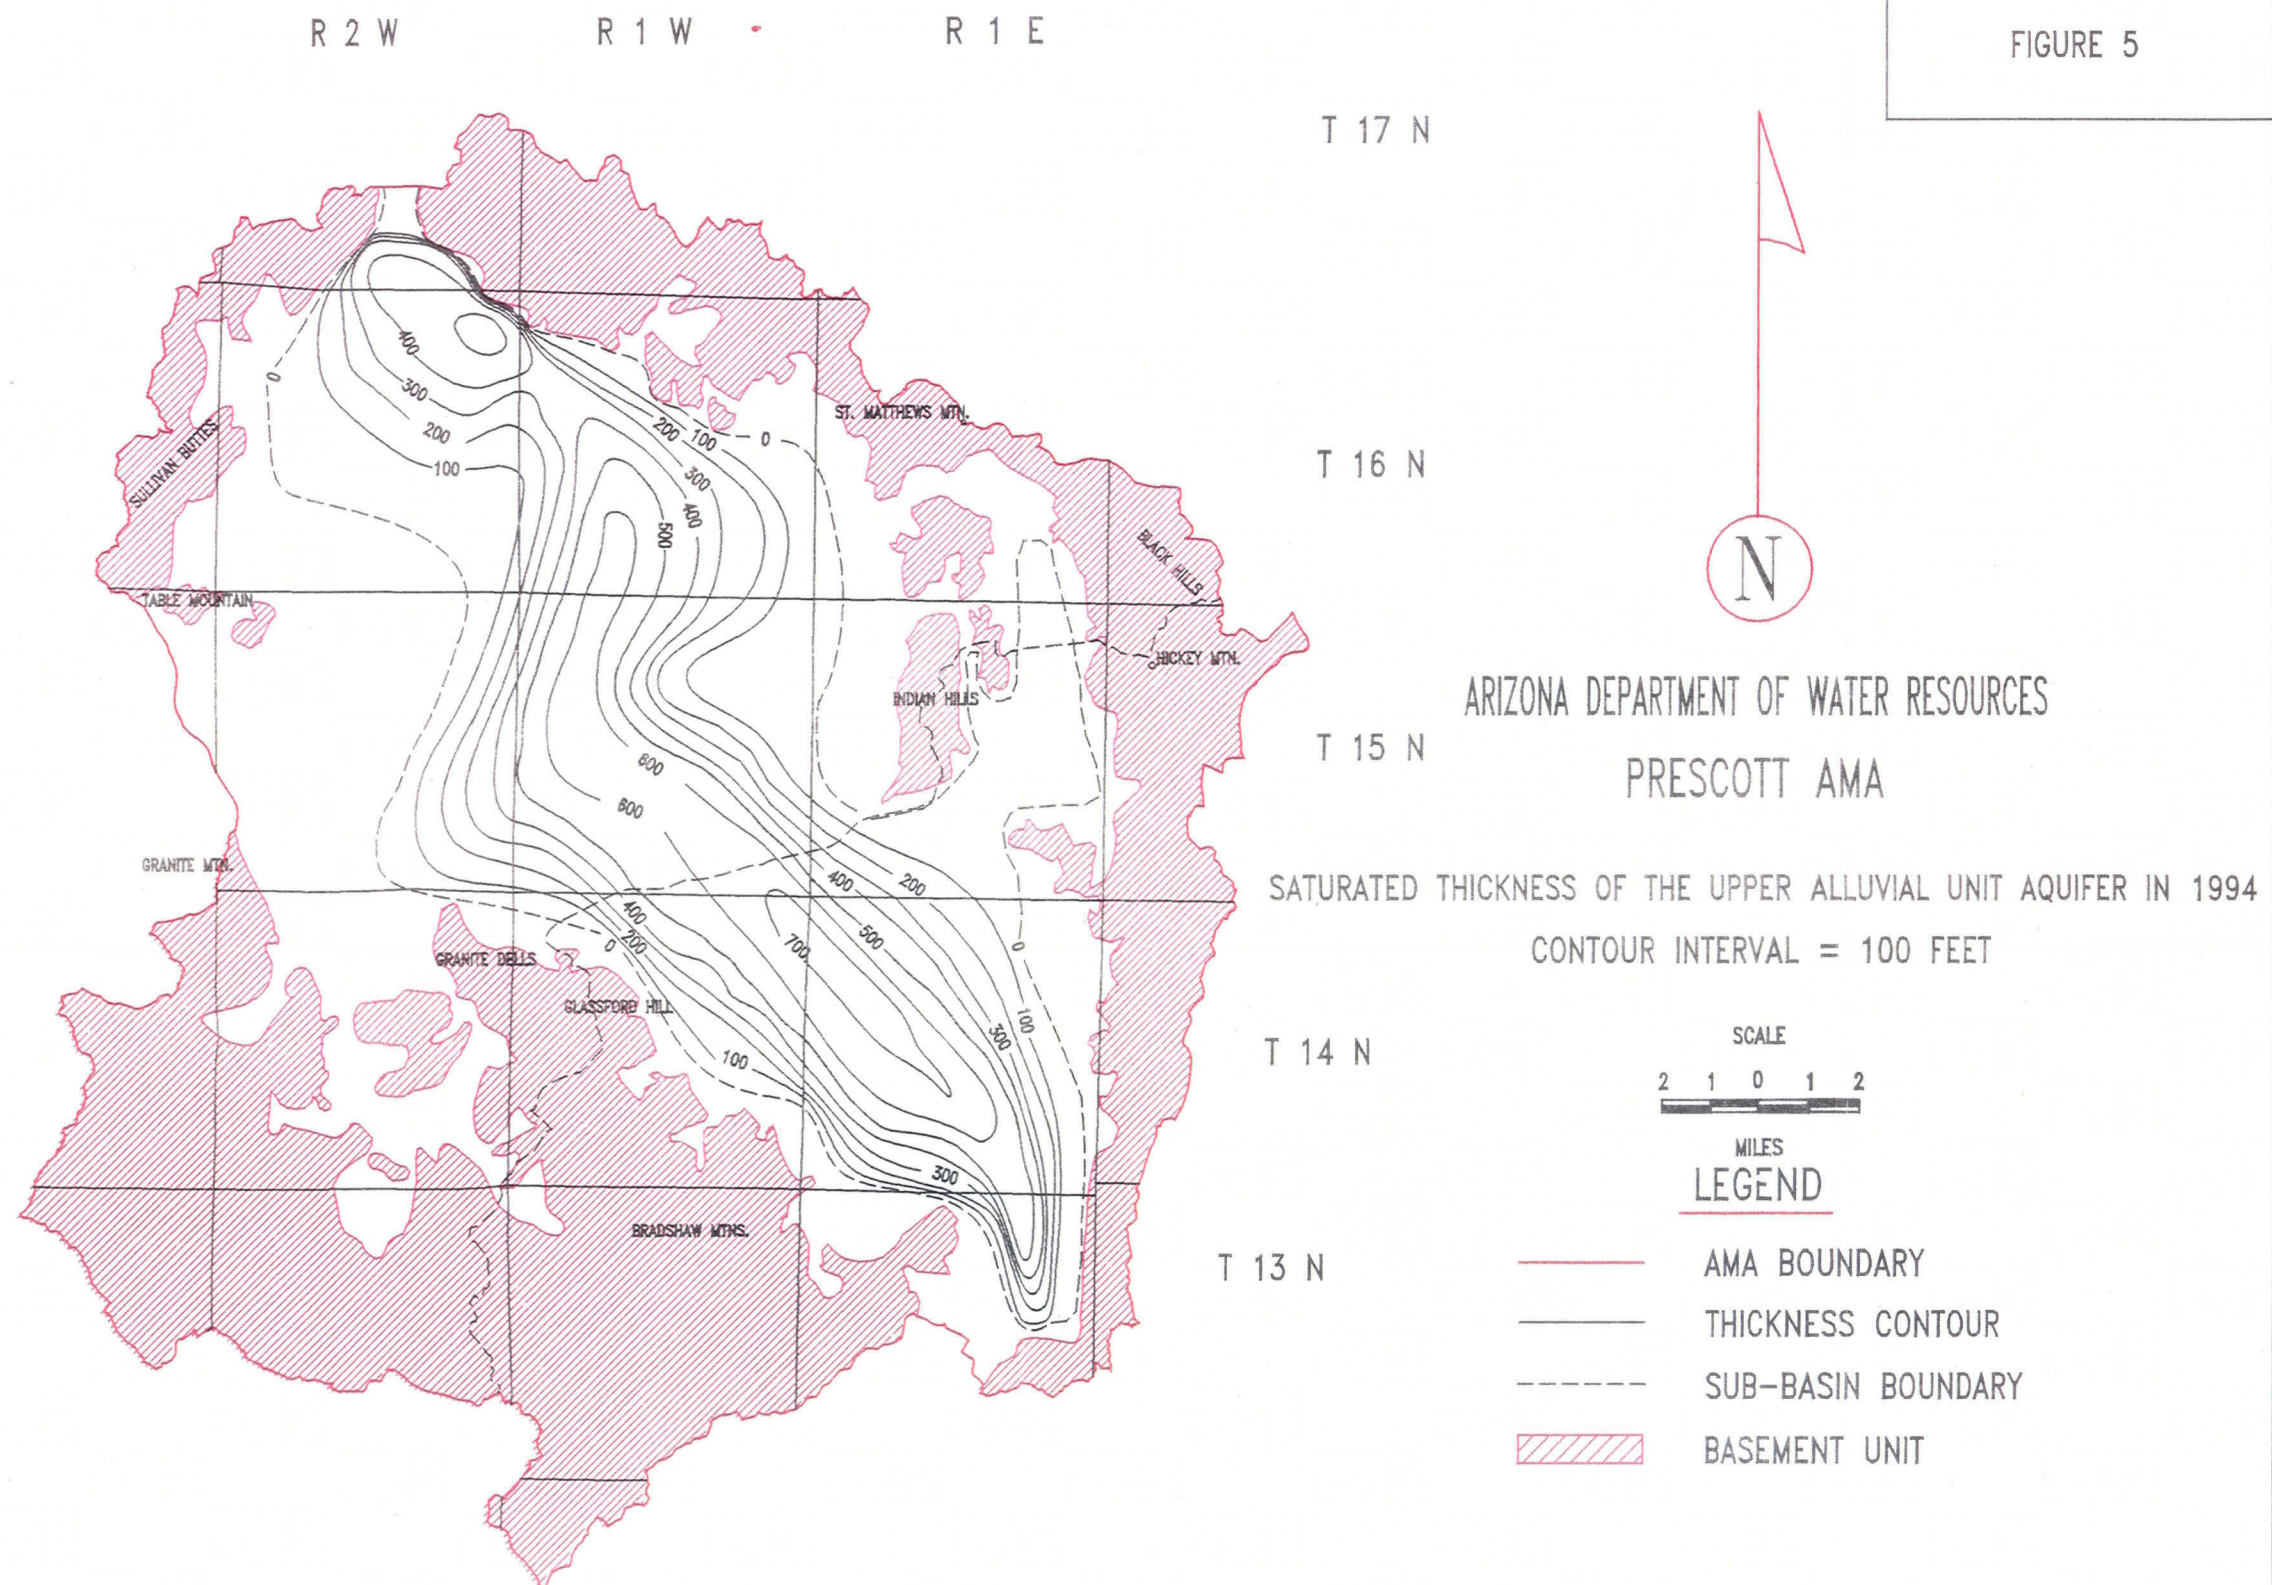 R 2 W
R 1 W
R 1 E
FIGURE 5
T 17 N
T 16 N
T 15 N
T 14 N
T 13 N
N
ARIZONA DEPARTMENT OF WATER RESOURCES
PRESCOTT AMA
SATURATED THICKNESS OF THE UPPER ALLUVIAL UNIT AQUIFER IN 1994
CONTOUR INTERVAL = 100 FEET
SCALE
2 1 0 1 2
MILES
LEGEND
AMA BOUNDARY
THICKNESS CONTOUR
SUB-BASIN BOUNDARY
BASEMENT UNIT
400
0
300
200
100
SULLIVAN BUTTES
ST. MATTHEWS MTN.
200
100
0
300
400
500
BLACK HILLS
TABLE MOUNTAIN
HICKEY MTN.
INDIAN HILLS
600
600
GRANITE MTN.
400
200
400
200
0
500
700
0
GRANITE DELLS
GLASSFORD HILL
100
300
100
300
BRADSHAW MTNS.